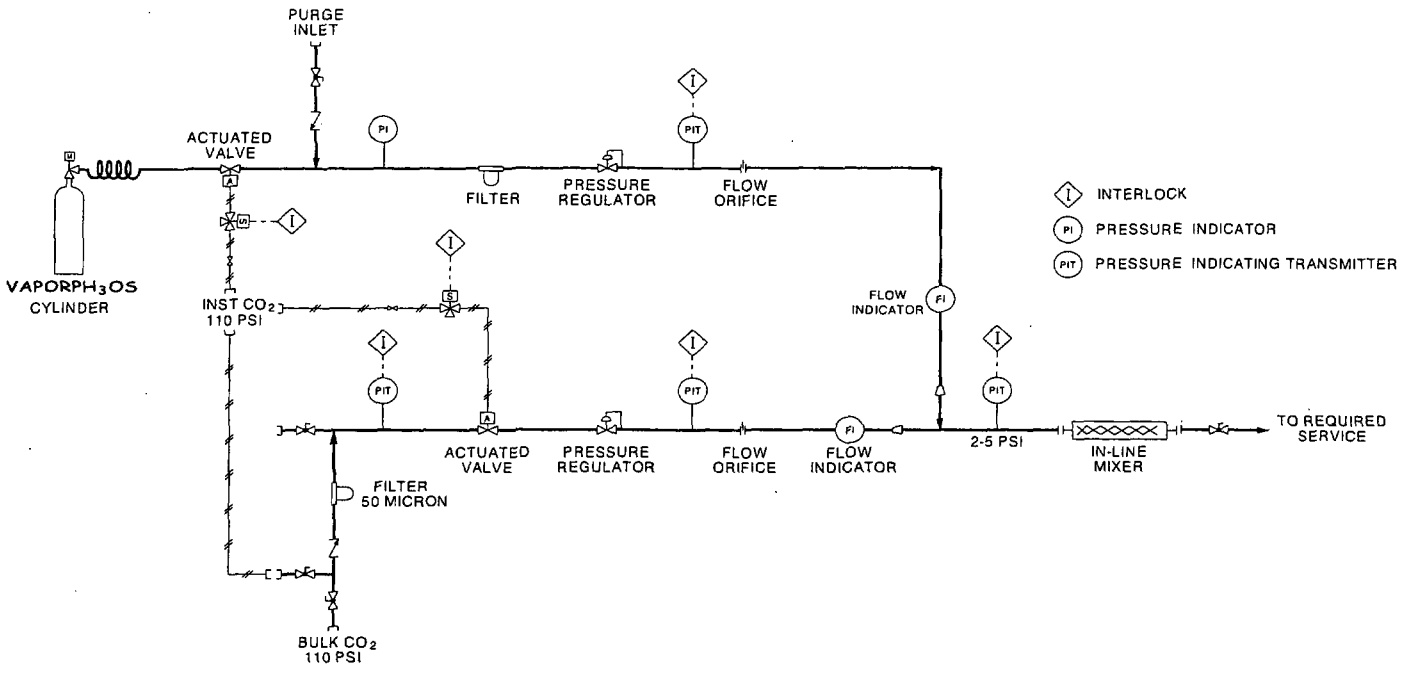 PURGE
INLET
I
ACTUATED
VALVE
PI
PIT
M
A
FILTER
PRESSURE
REGULATOR
FLOW
ORIFICE
I INTERLOCK
PI PRESSURE INDICATOR
PIT PRESSURE INDICATING TRANSMITTER
S
I
I
VAPORPH₃OS
CYLINDER
INST CO₂
110 PSI
S
FLOW
INDICATOR
FI
I
I
I
PIT
PIT
PIT
A
FI
ACTUATED
VALVE
PRESSURE
REGULATOR
FLOW
ORIFICE
FLOW
INDICATOR
2-5 PSI
IN-LINE
MIXER
TO REQUIRED
SERVICE
FILTER
50 MICRON
BULK CO₂
110 PSI